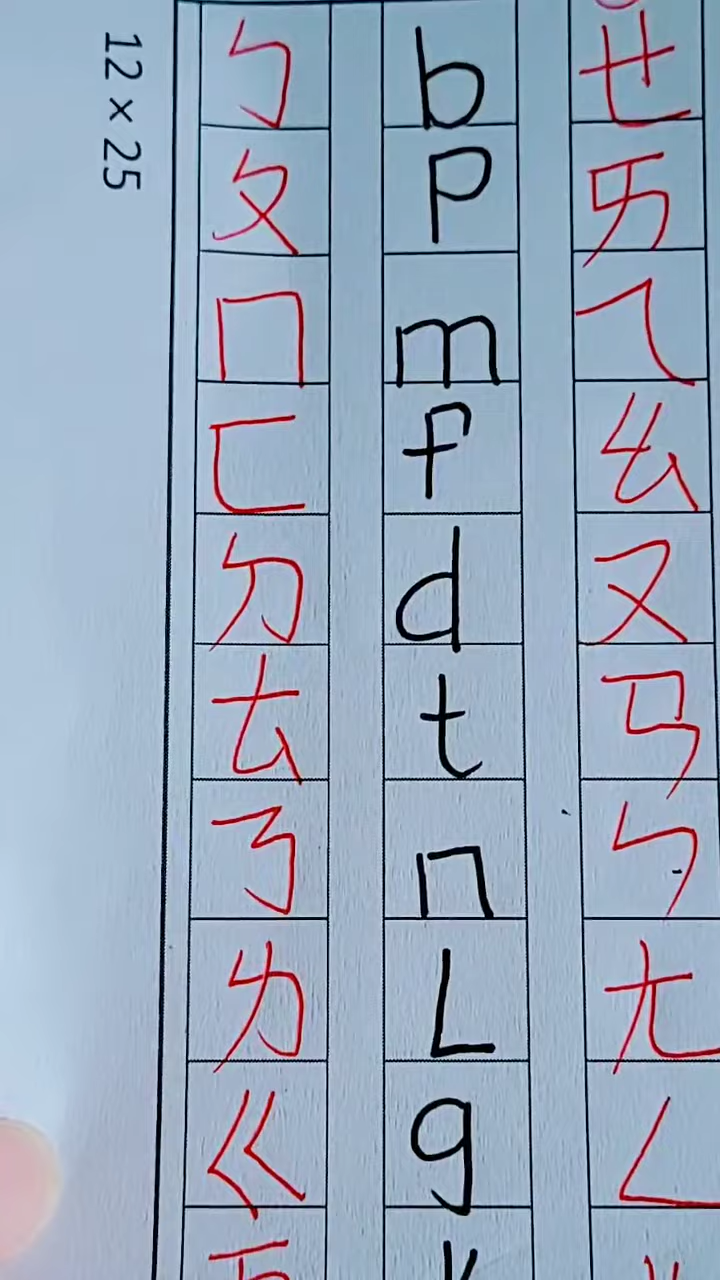 12 × 25
ㄅ b ㄝ
ㄆ p ㄞ
ㄇ m ㄟ
ㄈ f ㄠ
ㄉ d ㄡ
ㄊ t ㄢ
ㄋ n ㄣ
ㄌ L ㄤ
ㄍ g ㄥ